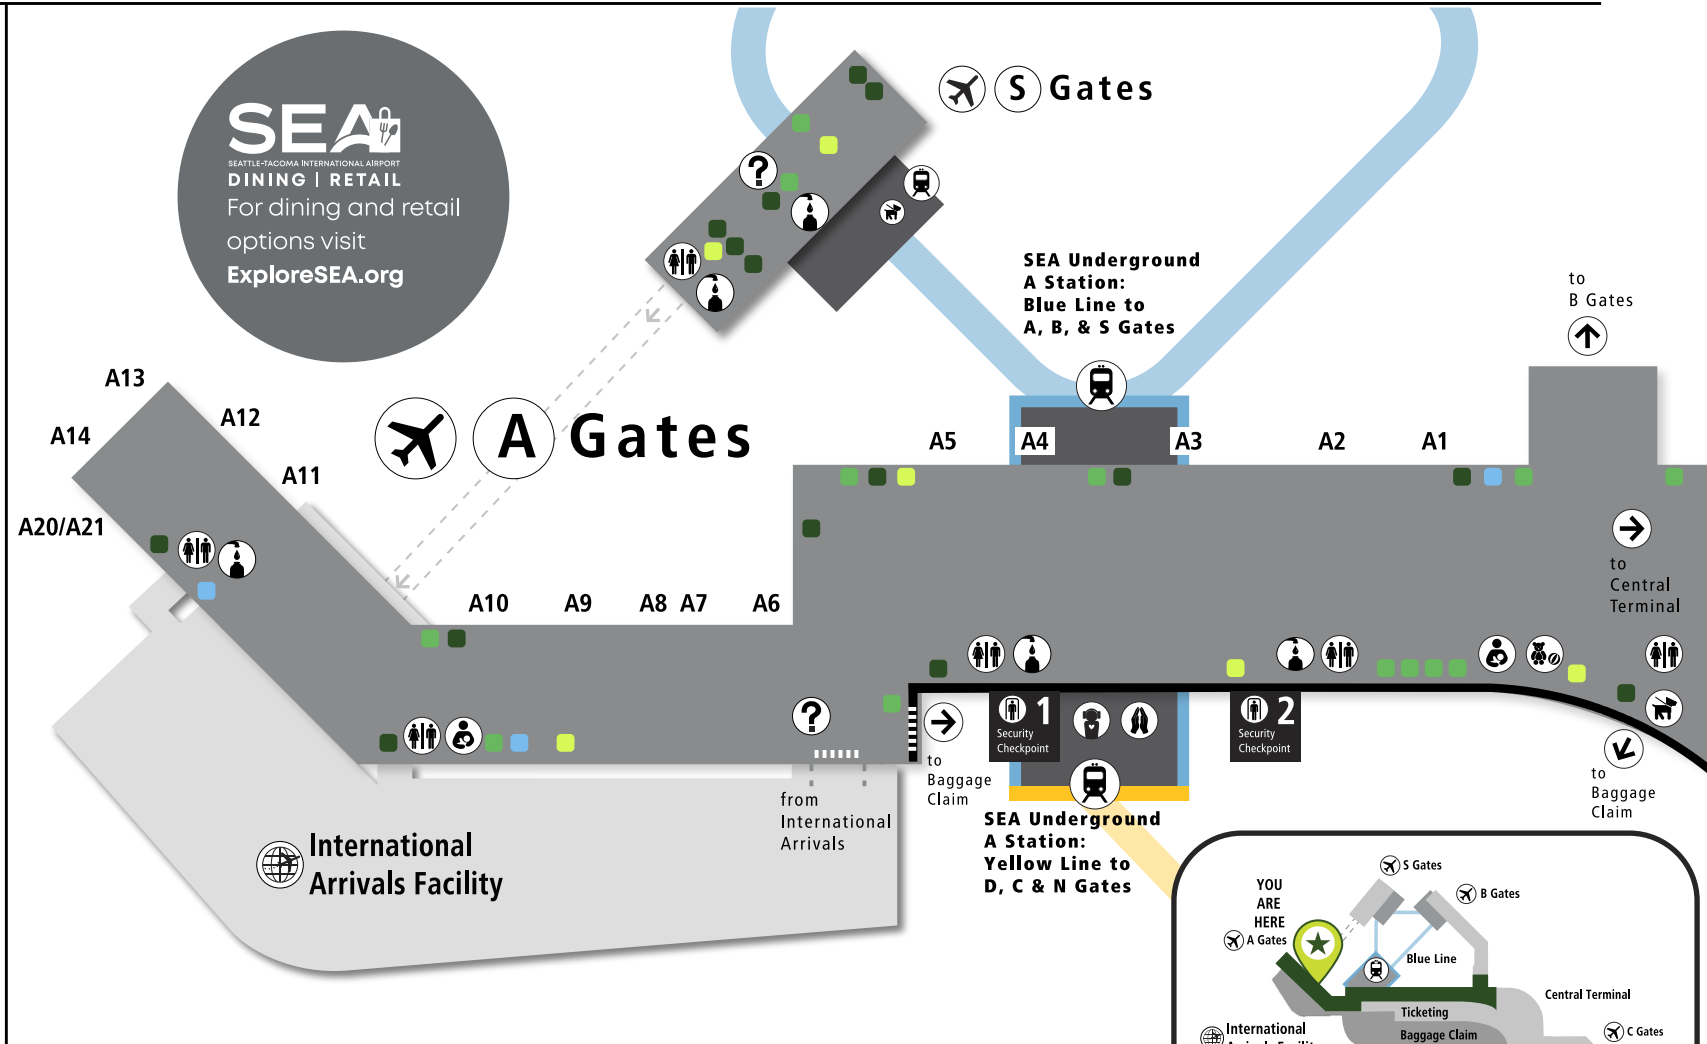 SEA
SEATTLE-TACOMA INTERNATIONAL AIRPORT
DINING | RETAIL
For dining and retail
options visit
ExploreSEA.org
S Gates
SEA Underground
A Station:
Blue Line to
A, B, & S Gates
to
B Gates
A13
A14
A12
A11
A20/A21
A Gates
A5
A4
A3
A2
A1
A10
A9
A8
A7
A6
to
Central
Terminal
?
?
1
Security
Checkpoint
2
Security
Checkpoint
to
Baggage
Claim
to
Baggage
Claim
from
International
Arrivals
SEA Underground
A Station:
Yellow Line to
D, C & N Gates
International
Arrivals Facility
S Gates
B Gates
YOU
ARE
HERE
A Gates
Blue Line
Central Terminal
Ticketing
Baggage Claim
C Gates
International